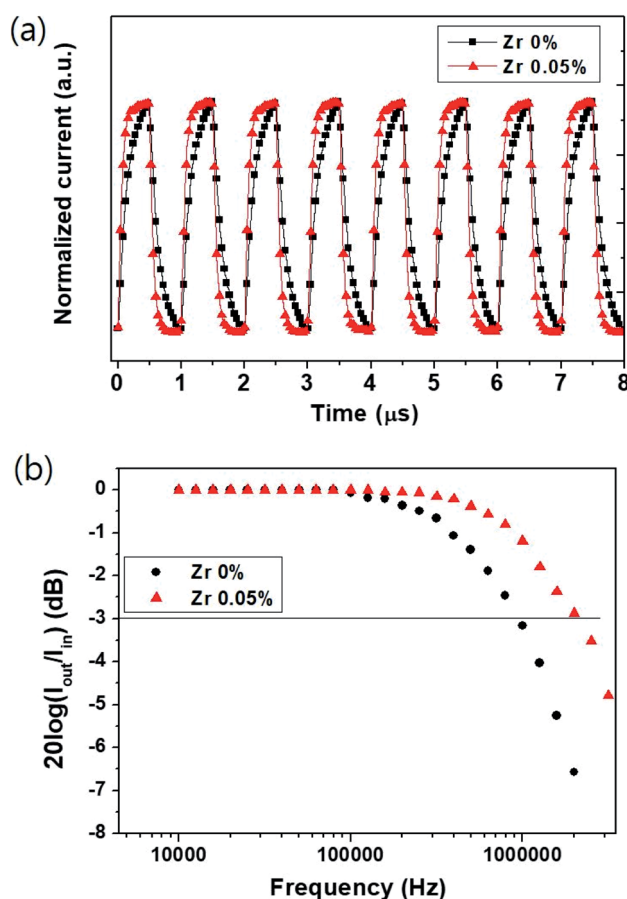 (a)
Zr 0%
Zr 0.05%
Normalized current (a.u.)
0 1 2 3 4 5 6 7 8
Time (μs)
(b)
0
-1
-2
-3
-4
-5
-6
-7
-8
Zr 0%
Zr 0.05%
20log(I_out/I_in) (dB)
10000 100000 1000000
Frequency (Hz)